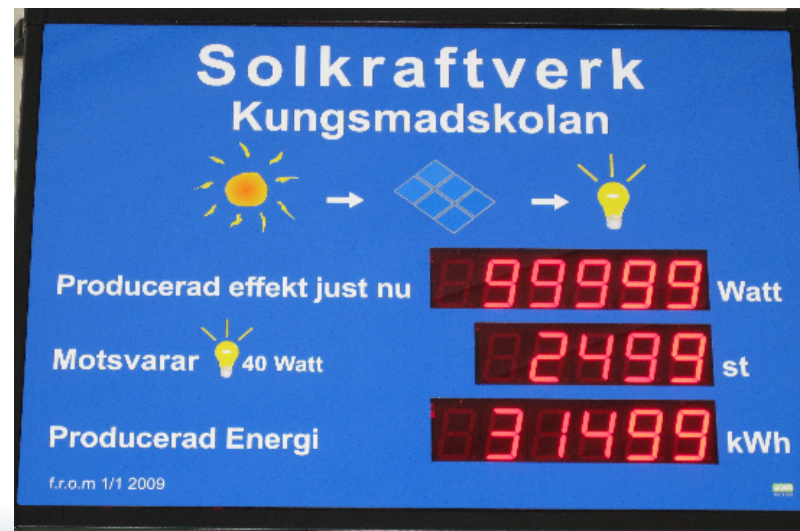 Solkraftverk
Kungsmadskolan
Producerad effekt just nu 99999 Watt
Motsvarar 40 Watt 2499 st
Producerad Energi 31499 kWh
f.r.o.m 1/1 2009